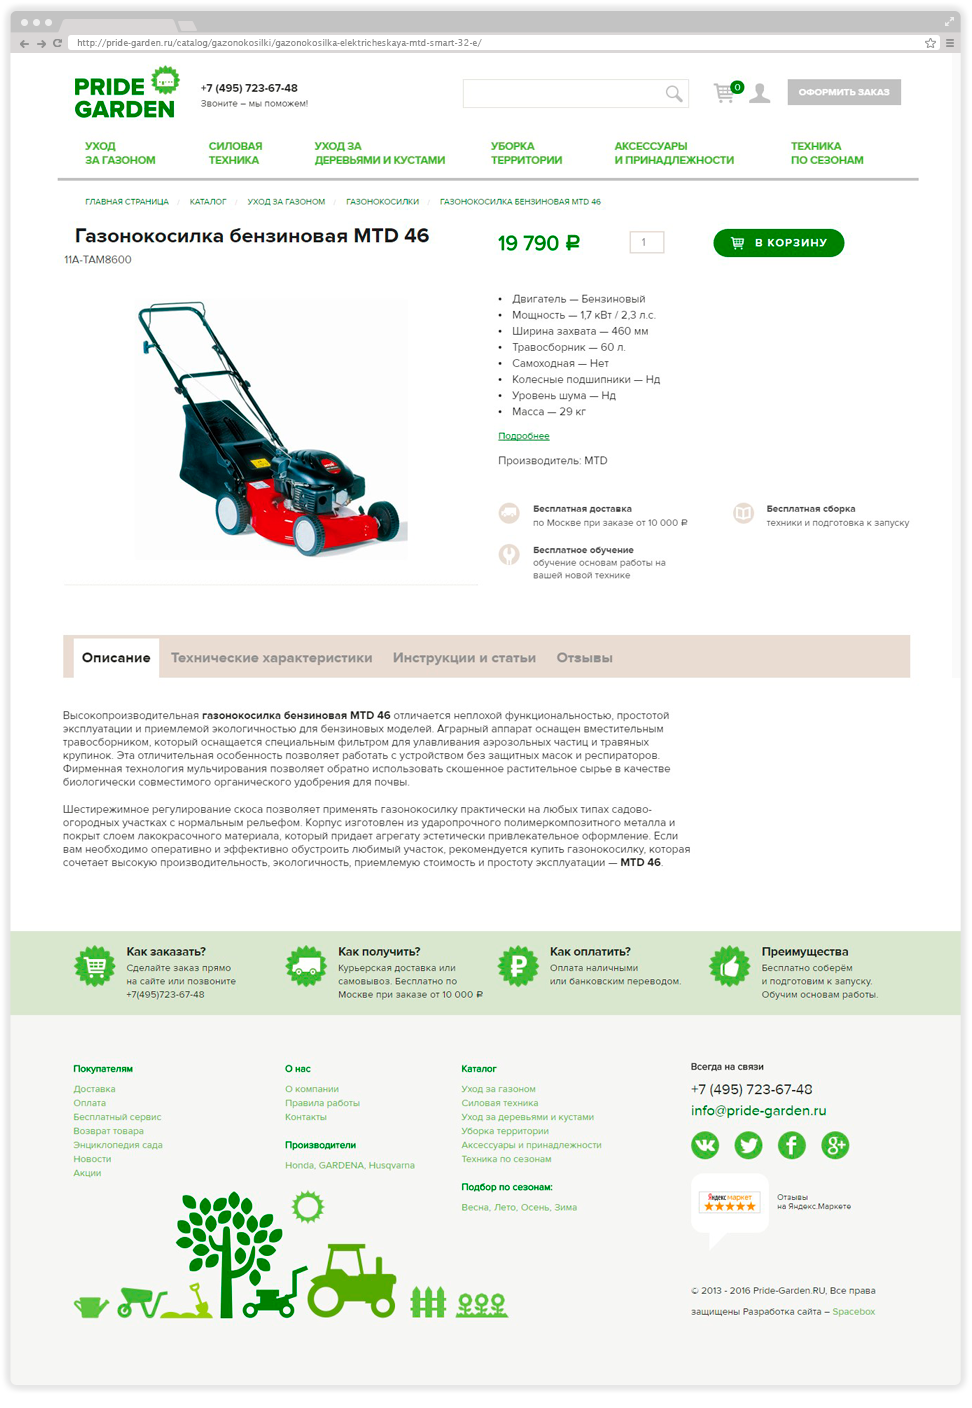 http://pride-garden.ru/catalog/gazonokosilki/gazonokosilka-elektricheskaya-mtd-smart-32-e/
PRIDE
GARDEN
+7 (495) 723-67-48
Звоните – мы поможем!
0
ОФОРМИТЬ ЗАКАЗ
УХОД
ЗА ГАЗОНОМ
СИЛОВАЯ
ТЕХНИКА
УХОД ЗА
ДЕРЕВЬЯМИ И КУСТАМИ
УБОРКА
ТЕРРИТОРИИ
АКСЕССУАРЫ
И ПРИНАДЛЕЖНОСТИ
ТЕХНИКА
ПО СЕЗОНАМ
ГЛАВНАЯ СТРАНИЦА / КАТАЛОГ / УХОД ЗА ГАЗОНОМ / ГАЗОНОКОСИЛКИ / ГАЗОНОКОСИЛКА БЕНЗИНОВАЯ MTD 46
Газонокосилка бензиновая MTD 46
11A-TAM8600
19 790 ₽
1
В КОРЗИНУ
• Двигатель — Бензиновый
• Мощность — 1,7 кВт / 2,3 л.с.
• Ширина захвата — 460 мм
• Травосборник — 60 л.
• Самоходная — Нет
• Колесные подшипники — Нд
• Уровень шума — Нд
• Масса — 29 кг
Подробнее
Производитель: MTD
Бесплатная доставка
по Москве при заказе от 10 000 ₽
Бесплатная сборка
техники и подготовка к запуску
Бесплатное обучение
обучение основам работы на
вашей новой технике
Описание
Технические характеристики
Инструкции и статьи
Отзывы
Высокопроизводительная газонокосилка бензиновая MTD 46 отличается неплохой функциональностью, простотой
эксплуатации и приемлемой экологичностью для бензиновых моделей. Аграрный аппарат оснащен вместительным
травосборником, который оснащается специальным фильтром для улавливания аэрозольных частиц и травяных
крупинок. Эта отличительная особенность позволяет работать с устройством без защитных масок и респираторов.
Фирменная технология мульчирования позволяет обратно использовать скошенное растительное сырье в качестве
биологически совместимого органического удобрения для почвы.
Шестирежимное регулирование скоса позволяет применять газонокосилку практически на любых типах садово-
огородных участках с нормальным рельефом. Корпус изготовлен из ударопрочного полимеркомпозитного металла и
покрыт слоем лакокрасочного материала, который придает агрегату эстетически привлекательное оформление. Если
вам необходимо оперативно и эффективно обустроить любимый участок, рекомендуется купить газонокосилку, которая
сочетает высокую производительность, экологичность, приемлемую стоимость и простоту эксплуатации — MTD 46.
Как заказать?
Сделайте заказ прямо
на сайте или позвоните
+7(495)723-67-48
Как получить?
Курьерская доставка или
самовывоз. Бесплатно по
Москве при заказе от 10 000 ₽
₽
Как оплатить?
Оплата наличными
или банковским переводом.
Преимущества
Бесплатно соберём
и подготовим к запуску.
Обучим основам работы.
Покупателям
Доставка
Оплата
Бесплатный сервис
Возврат товара
Энциклопедия сада
Новости
Акции
О нас
О компании
Правила работы
Контакты
Производители
Honda, GARDENA, Husqvarna
Каталог
Уход за газоном
Силовая техника
Уход за деревьями и кустами
Уборка территории
Аксессуары и принадлежности
Техника по сезонам
Подбор по сезонам:
Весна, Лето, Осень, Зима
Всегда на связи
+7 (495) 723-67-48
info@pride-garden.ru
f
g+
Яндекс маркет
Отзывы
на Яндекс.Маркете
© 2013 - 2016 Pride-Garden.RU, Все права
защищены Разработка сайта – Spacebox